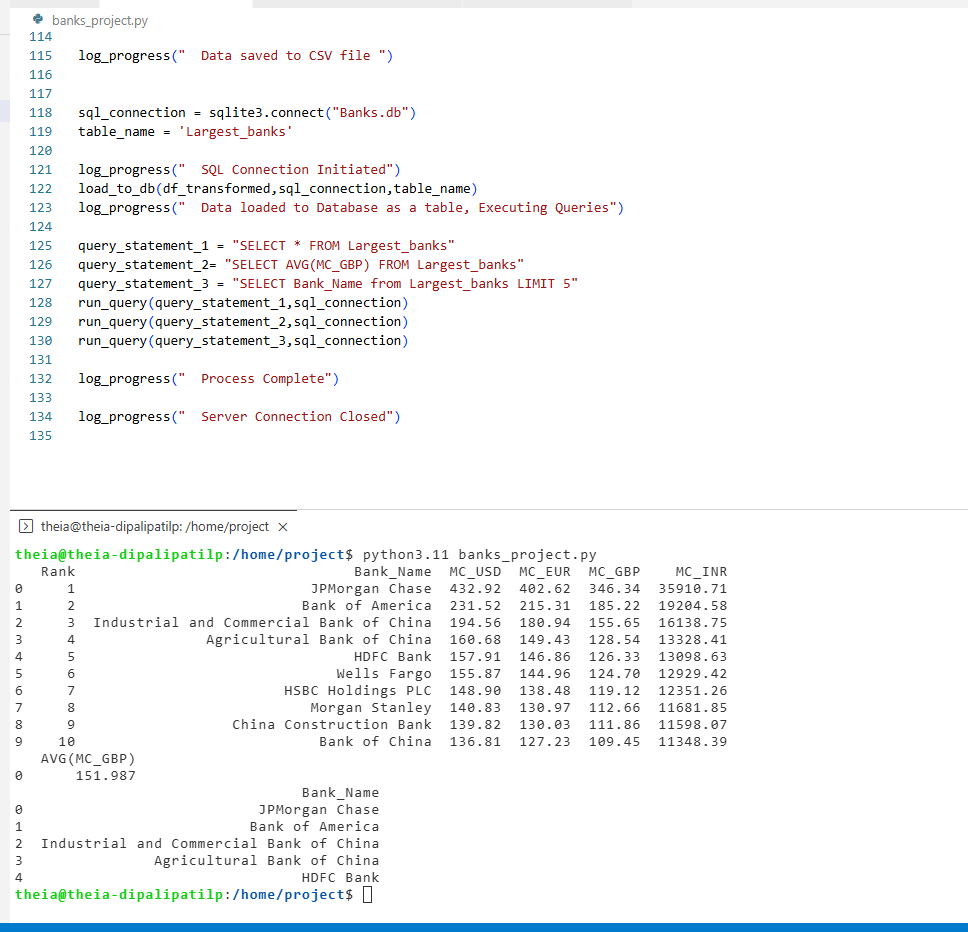 banks_project.py
114
115 log_progress("  Data saved to CSV file ")
116
117
118 sql_connection = sqlite3.connect("Banks.db")
119 table_name = 'Largest_banks'
120
121 log_progress("  SQL Connection Initiated")
122 load_to_db(df_transformed,sql_connection,table_name)
123 log_progress("  Data loaded to Database as a table, Executing Queries")
124
125 query_statement_1 = "SELECT * FROM Largest_banks"
126 query_statement_2= "SELECT AVG(MC_GBP) FROM Largest_banks"
127 query_statement_3 = "SELECT Bank_Name from Largest_banks LIMIT 5"
128 run_query(query_statement_1,sql_connection)
129 run_query(query_statement_2,sql_connection)
130 run_query(query_statement_3,sql_connection)
131
132 log_progress("  Process Complete")
133
134 log_progress("  Server Connection Closed")
135
theia@theia-dipalipatilp: /home/project
theia@theia-dipalipatilp:/home/project$ python3.11 banks_project.py
Rank Bank_Name MC_USD MC_EUR MC_GBP MC_INR
0 1 JPMorgan Chase 432.92 402.62 346.34 35910.71
1 2 Bank of America 231.52 215.31 185.22 19204.58
2 3 Industrial and Commercial Bank of China 194.56 180.94 155.65 16138.75
3 4 Agricultural Bank of China 160.68 149.43 128.54 13328.41
4 5 HDFC Bank 157.91 146.86 126.33 13098.63
5 6 Wells Fargo 155.87 144.96 124.70 12929.42
6 7 HSBC Holdings PLC 148.90 138.48 119.12 12351.26
7 8 Morgan Stanley 140.83 130.97 112.66 11681.85
8 9 China Construction Bank 139.82 130.03 111.86 11598.07
9 10 Bank of China 136.81 127.23 109.45 11348.39
AVG(MC_GBP)
0 151.987
Bank_Name
0 JPMorgan Chase
1 Bank of America
2 Industrial and Commercial Bank of China
3 Agricultural Bank of China
4 HDFC Bank
theia@theia-dipalipatilp:/home/project$